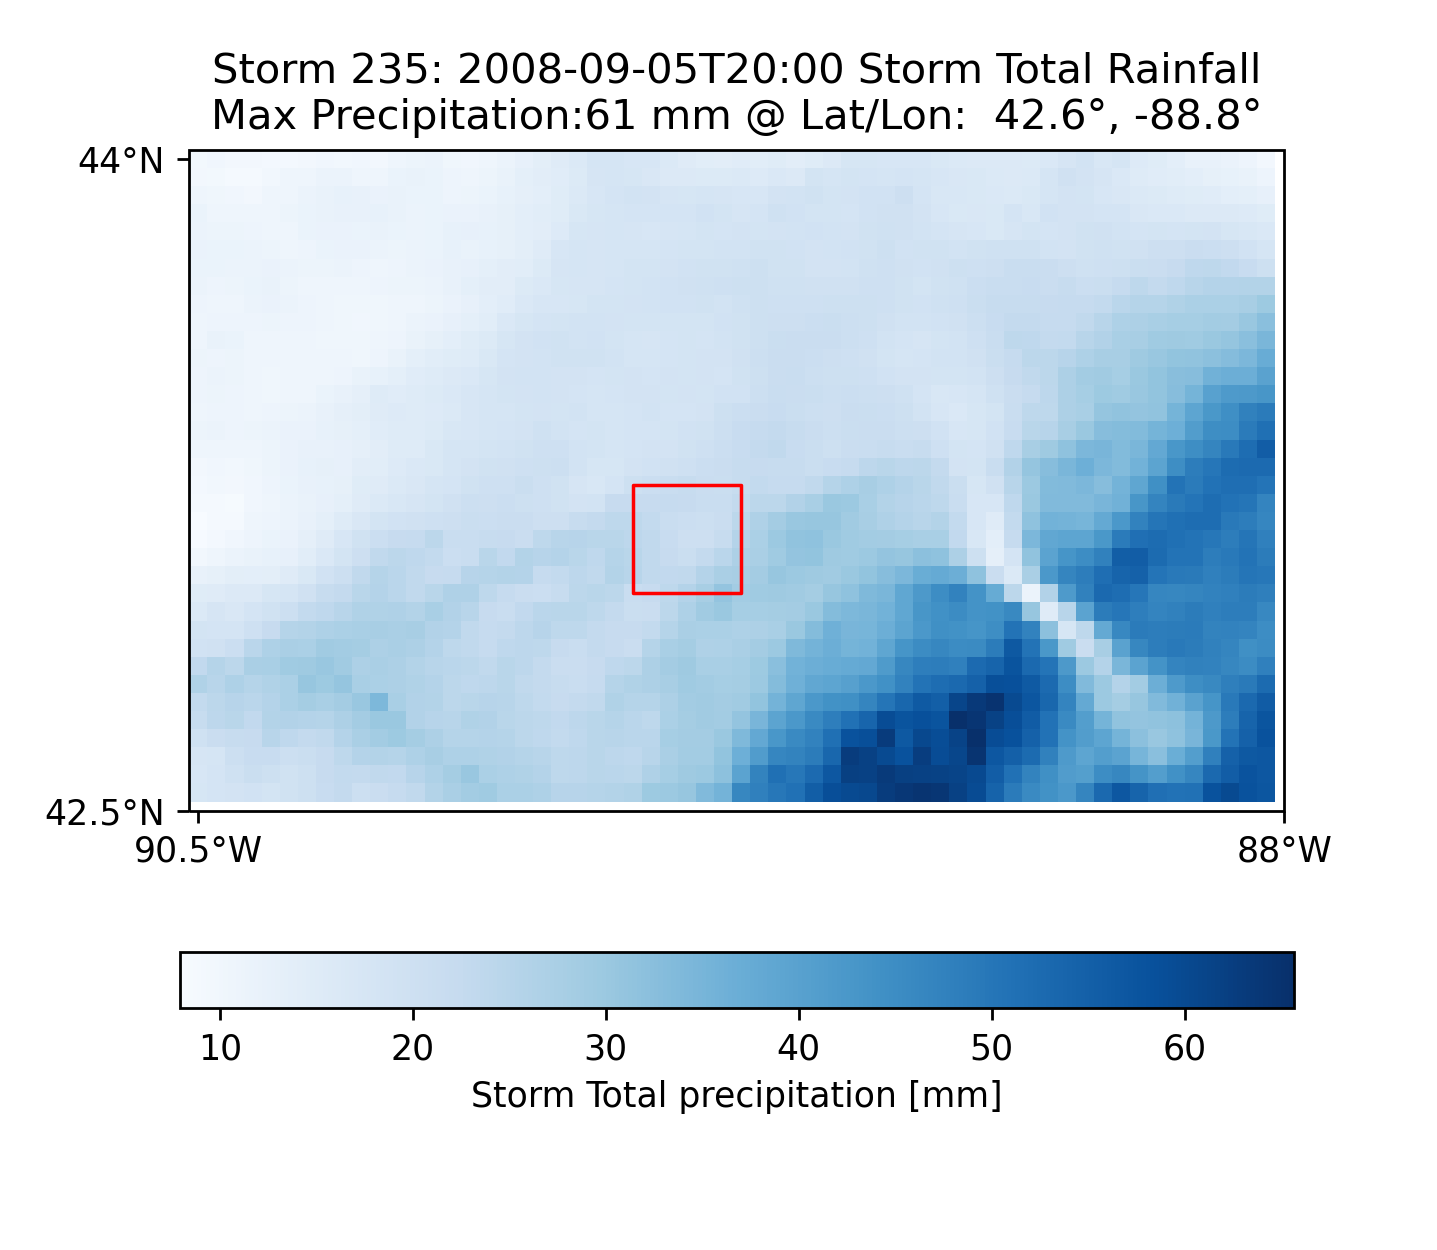 Storm 235: 2008-09-05T20:00 Storm Total Rainfall
Max Precipitation:61 mm @ Lat/Lon:  42.6°, -88.8°
44°N
42.5°N
90.5°W 88°W
10 20 30 40 50 60
Storm Total precipitation [mm]